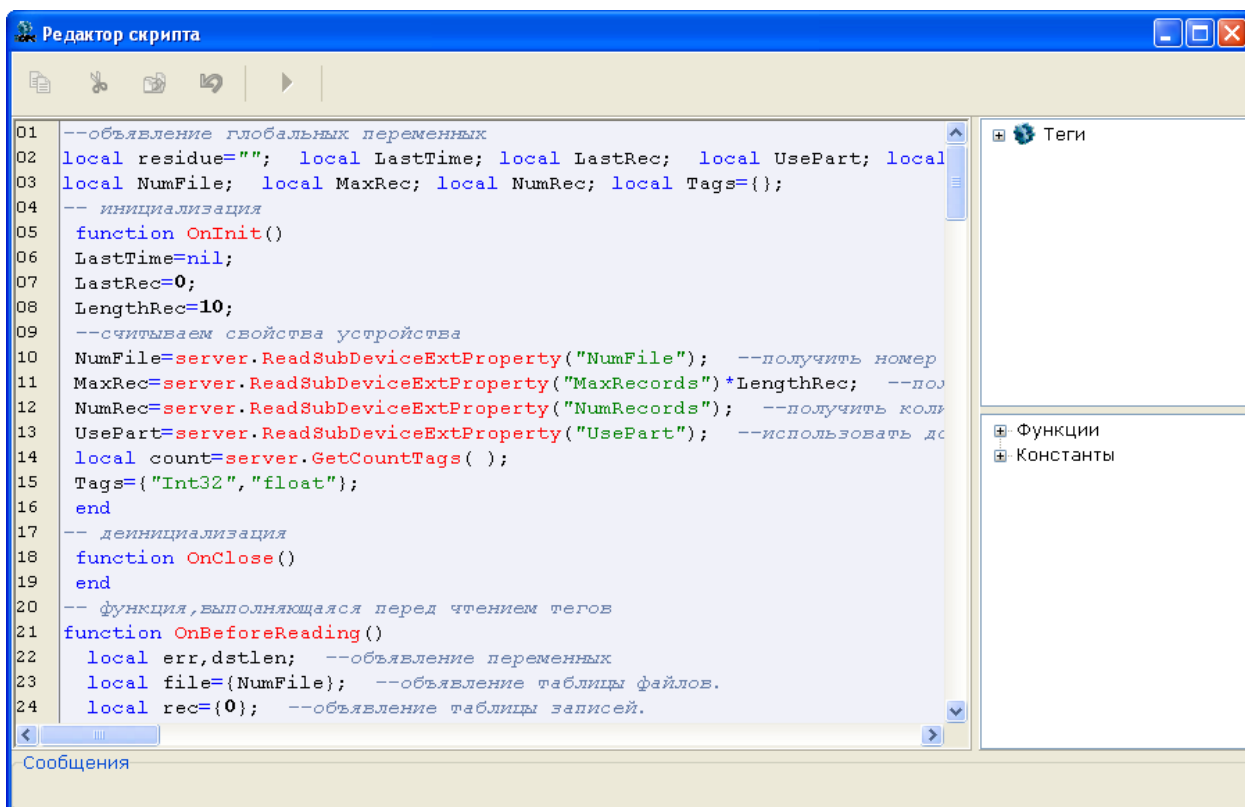 Редактор скрипта
01 --объявление глобальных переменных
02 local residue=""; local LastTime; local LastRec; local UsePart; local
03 local NumFile; local MaxRec; local NumRec; local Tags={};
04 -- инициализация
05 function OnInit()
06 LastTime=nil;
07 LastRec=0;
08 LengthRec=10;
09 --считываем свойства устройства
10 NumFile=server.ReadSubDeviceExtProperty("NumFile"); --получить номер
11 MaxRec=server.ReadSubDeviceExtProperty("MaxRecords")*LengthRec; --пол
12 NumRec=server.ReadSubDeviceExtProperty("NumRecords"); --получить коли
13 UsePart=server.ReadSubDeviceExtProperty("UsePart"); --использовать до
14 local count=server.GetCountTags( );
15 Tags={"Int32","float"};
16 end
17 -- деинициализация
18 function OnClose()
19 end
20 -- функция,выполняющаяся перед чтением тегов
21 function OnBeforeReading()
22 local err,dstlen; --объявление переменных
23 local file={NumFile}; --объявление таблицы файлов.
24 local rec={0}; --объявление таблицы записей.
Теги
Функции
Константы
Сообщения